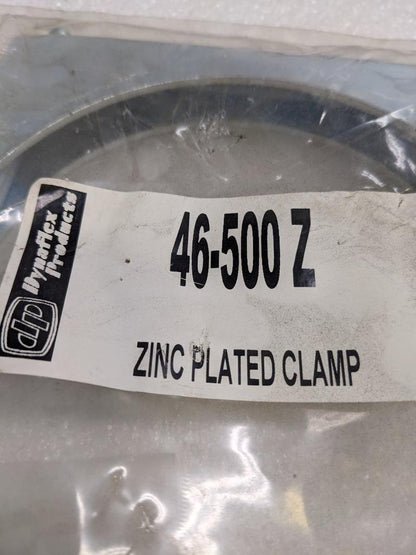 46-500 Z
ZINC PLATED CLAMP
Dynaflex
Products
dp